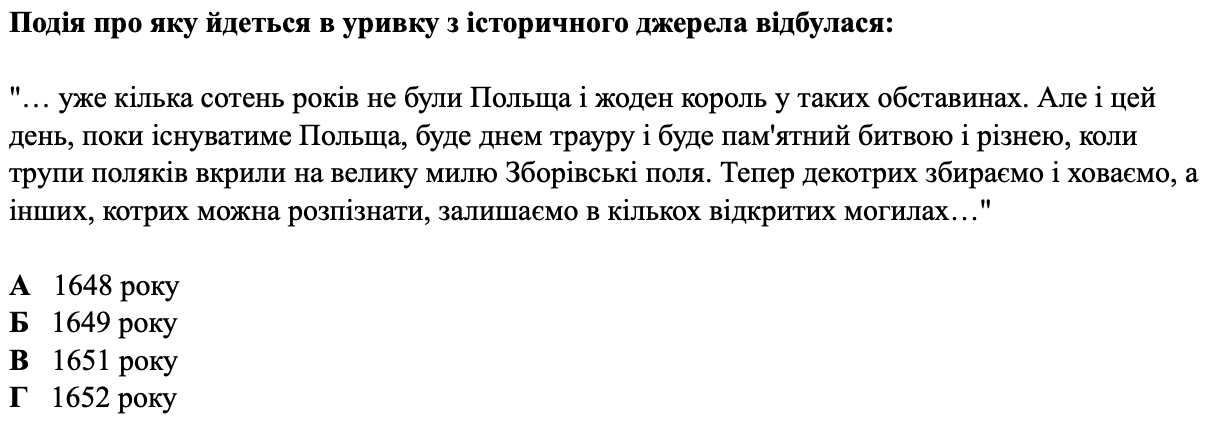 Подія про яку йдеться в уривку з історичного джерела відбулася:
"… уже кілька сотень років не були Польща і жоден король у таких обставинах. Але і цей
день, поки існуватиме Польща, буде днем трауру і буде пам'ятний битвою і різнею, коли
трупи поляків вкрили на велику милю Зборівські поля. Тепер декотрих збираємо і ховаємо, а
інших, котрих можна розпізнати, залишаємо в кількох відкритих могилах…"
А 1648 року
Б 1649 року
В 1651 року
Г 1652 року